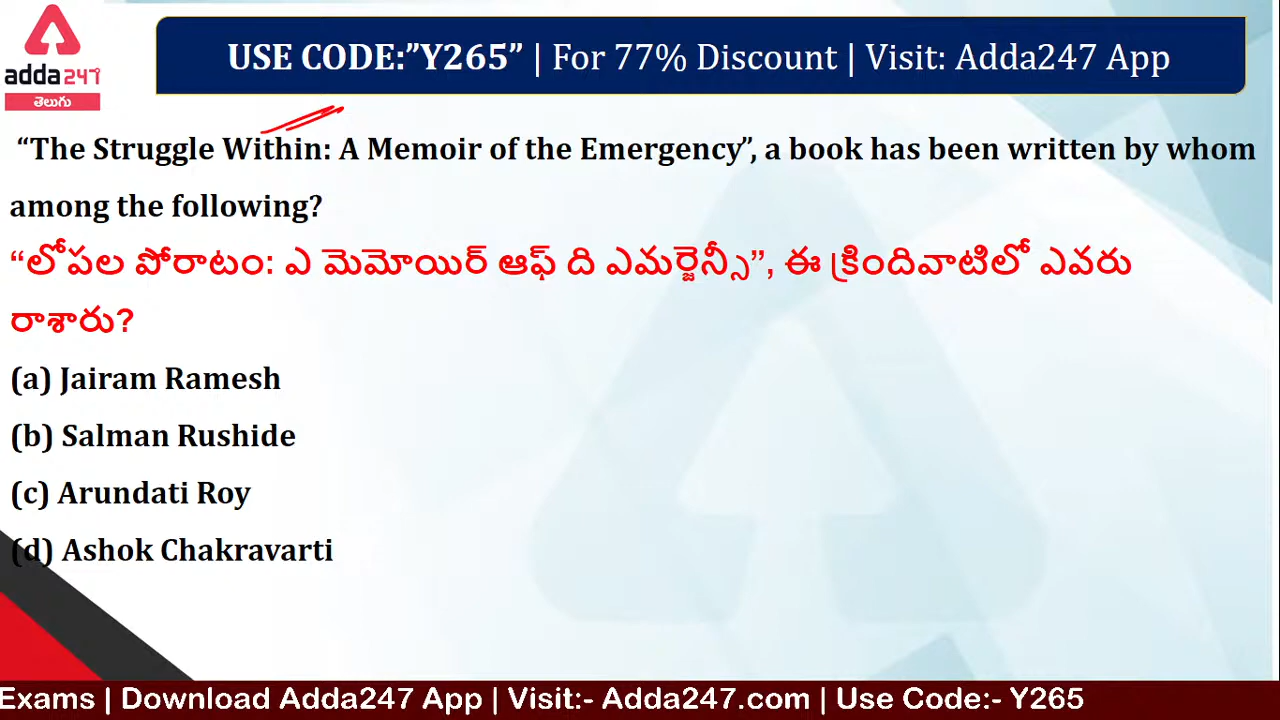 adda247
తెలుగు
USE CODE:”Y265” | For 77% Discount | Visit: Adda247 App
“The Struggle Within: A Memoir of the Emergency”, a book has been written by whom
among the following?
“లోపల పోరాటం: ఎ మెమోయిర్ ఆఫ్ ది ఎమర్జెన్సీ”, ఈ క్రిందివాటిలో ఎవరు
రాశారు?
(a) Jairam Ramesh
(b) Salman Rushide
(c) Arundati Roy
(d) Ashok Chakravarti
Exams | Download Adda247 App | Visit:- Adda247.com | Use Code:- Y265